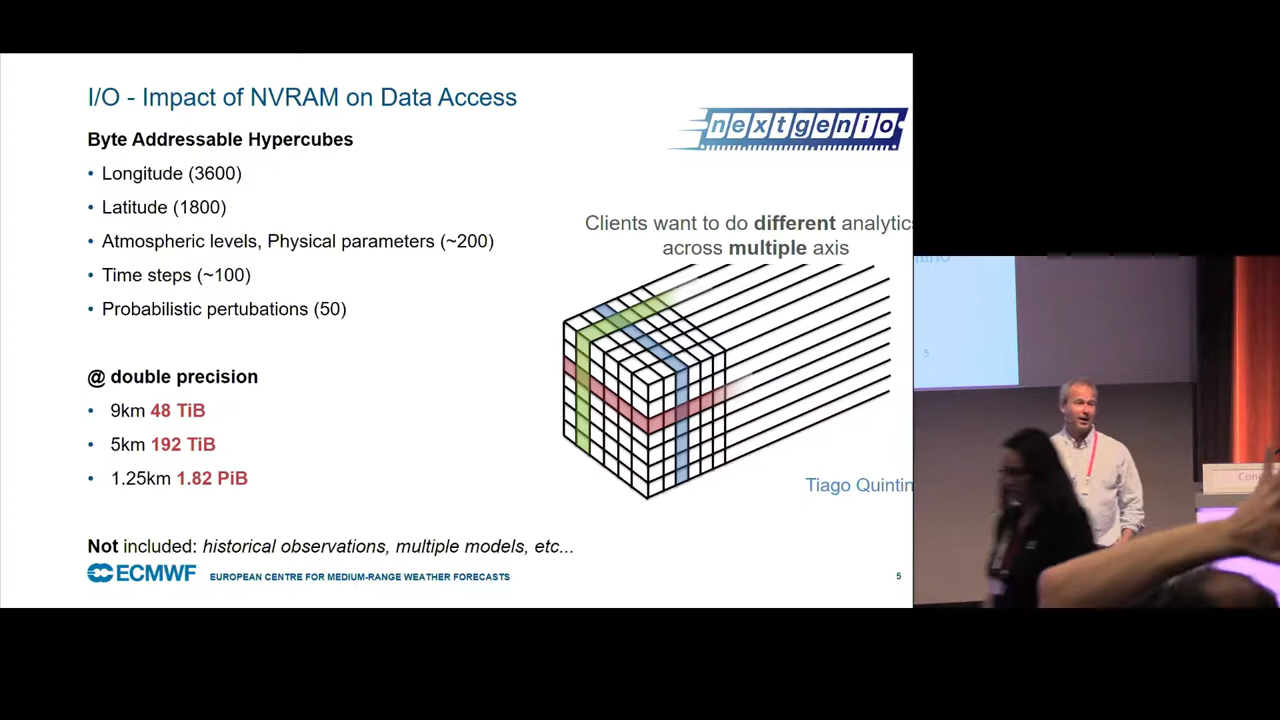 I/O - Impact of NVRAM on Data Access
Byte Addressable Hypercubes
• Longitude (3600)
• Latitude (1800)
• Atmospheric levels, Physical parameters (~200)
• Time steps (~100)
• Probabilistic pertubations (50)
@ double precision
• 9km 48 TiB
• 5km 192 TiB
• 1.25km 1.82 PiB
Not included: historical observations, multiple models, etc...
ECMWF EUROPEAN CENTRE FOR MEDIUM-RANGE WEATHER FORECASTS
5
nextgenio
Clients want to do different analytics
across multiple axis
Tiago Quintin
5